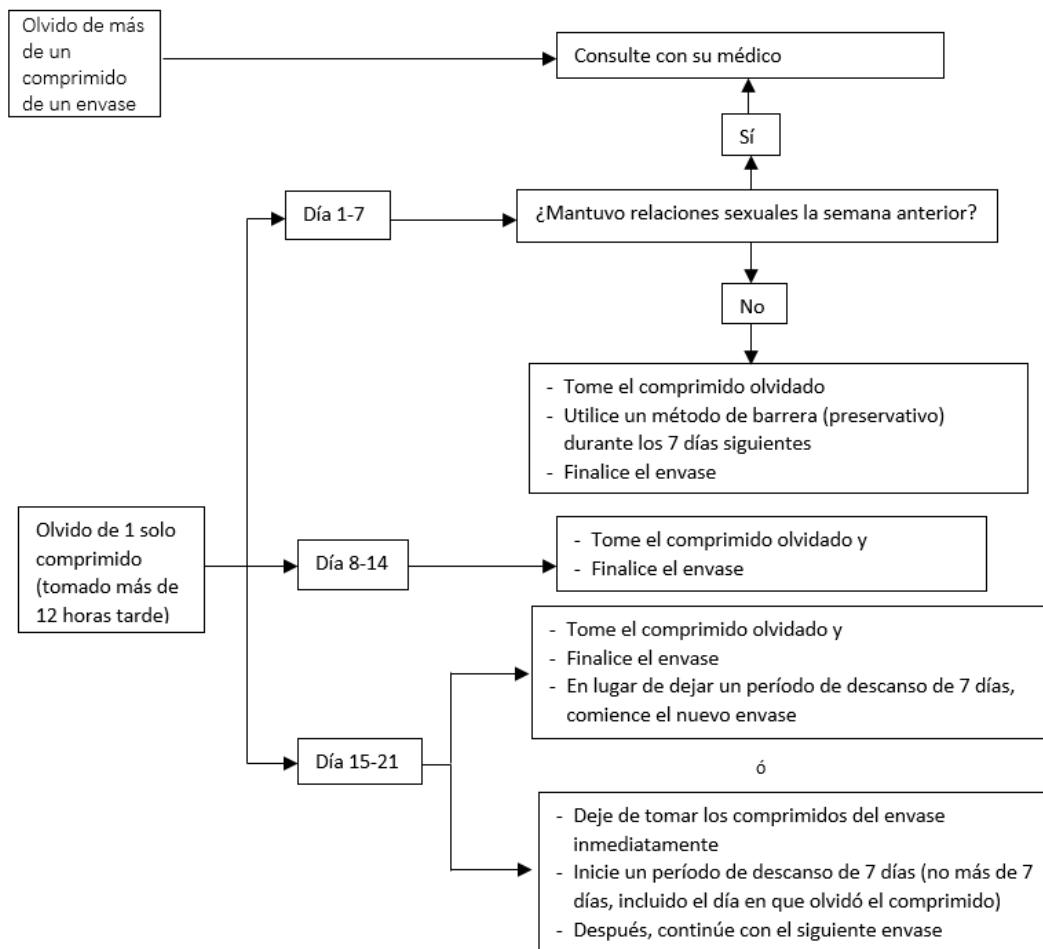 Olvido de más
de un
comprimido
de un envase
Consulte con su médico
Sí
Día 1-7
¿Mantuvo relaciones sexuales la semana anterior?
No
- Tome el comprimido olvidado
- Utilice un método de barrera (preservativo)
durante los 7 días siguientes
- Finalice el envase
Olvido de 1 solo
comprimido
(tomado más de
12 horas tarde)
Día 8-14
- Tome el comprimido olvidado y
- Finalice el envase
- Tome el comprimido olvidado y
- Finalice el envase
- En lugar de dejar un período de descanso de 7 días,
comience el nuevo envase
Día 15-21
ó
- Deje de tomar los comprimidos del envase
inmediatamente
- Inicie un período de descanso de 7 días (no más de 7
días, incluido el día en que olvidó el comprimido)
- Después, continúe con el siguiente envase